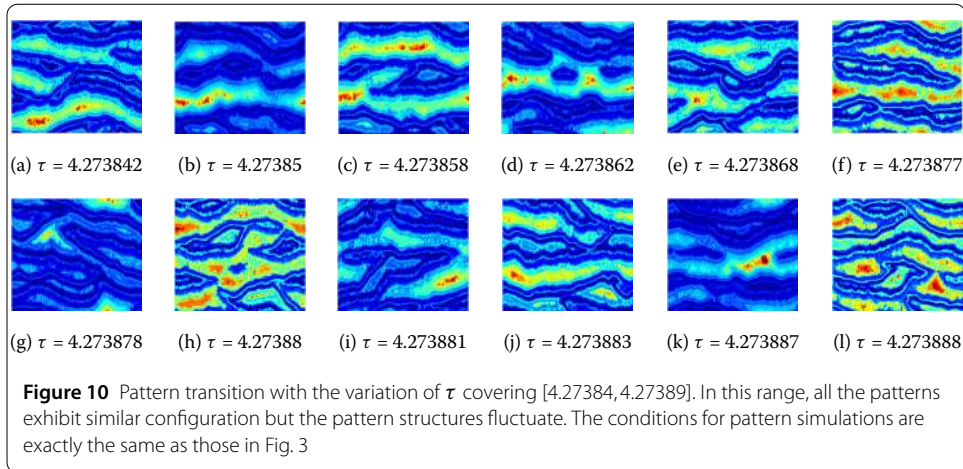 (a) τ = 4.273842 (b) τ = 4.27385 (c) τ = 4.273858 (d) τ = 4.273862 (e) τ = 4.273868 (f) τ = 4.273877
(g) τ = 4.273878 (h) τ = 4.27388 (i) τ = 4.273881 (j) τ = 4.273883 (k) τ = 4.273887 (l) τ = 4.273888
Figure 10 Pattern transition with the variation of τ covering [4.27384, 4.27389]. In this range, all the patterns
exhibit similar configuration but the pattern structures fluctuate. The conditions for pattern simulations are
exactly the same as those in Fig. 3